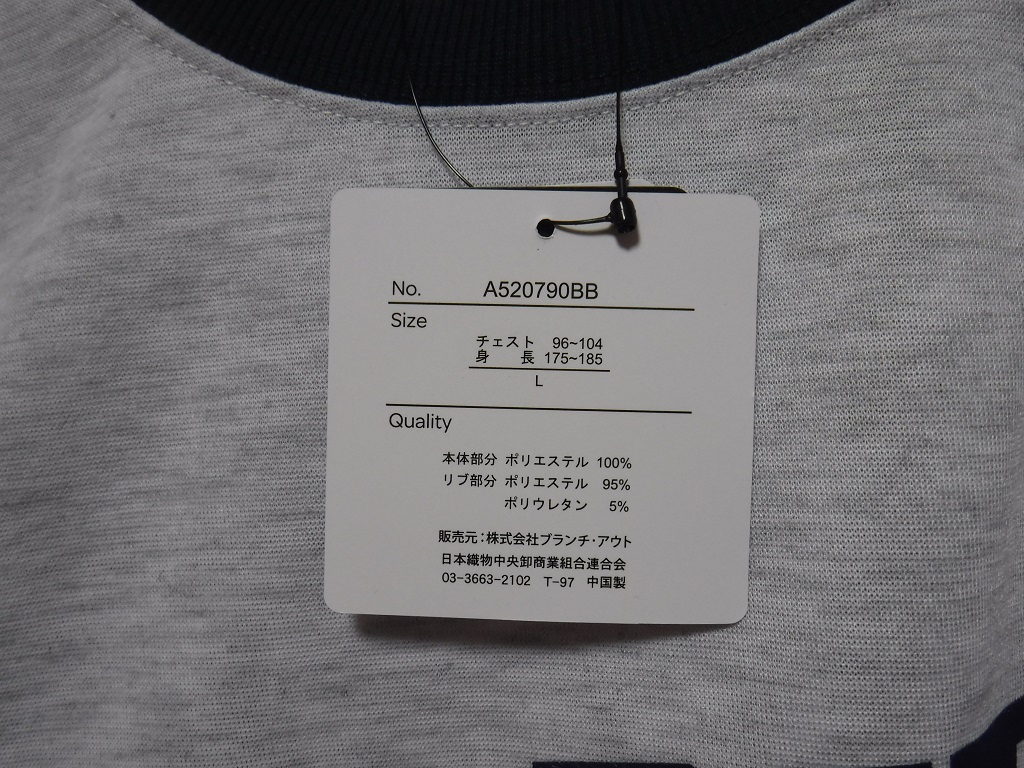 No. A520790BB
Size
チェスト 96~104
身 長 175~185
L
Quality
本体部分 ポリエステル 100%
リブ部分 ポリエステル 95%
ポリウレタン 5%
販売元：株式会社ブランチ・アウト
日本織物中央卸商業組合連合会
03-3663-2102 T-97 中国製